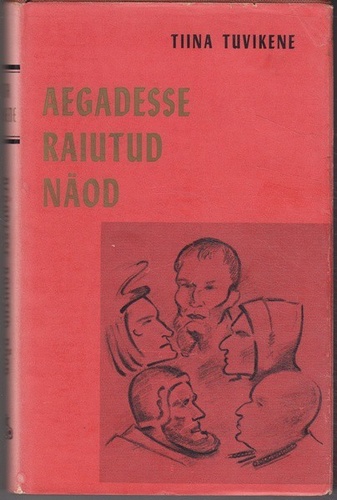 TIINA TUVIKENE
AEGADESSE
RAIUTUD
NÄOD